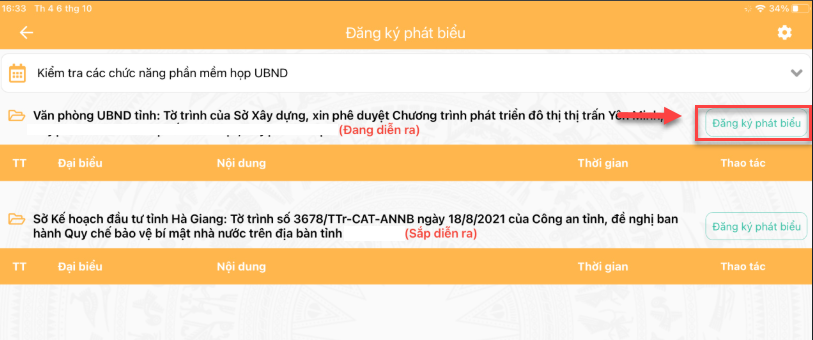 16:33 Th 4 6 thg 10 34%
Đăng ký phát biểu
Kiểm tra các chức năng phần mềm họp UBND
Văn phòng UBND tỉnh: Tờ trình của Sở Xây dựng, xin phê duyệt Chương trình phát triển đô thị thị trấn Yên Minh,
(Đang diễn ra)
Đăng ký phát biểu
TT Đại biểu Nội dung Thời gian Thao tác
Sở Kế hoạch đầu tư tỉnh Hà Giang: Tờ trình số 3678/TTr-CAT-ANNB ngày 18/8/2021 của Công an tỉnh, đề nghị ban
hành Quy chế bảo vệ bí mật nhà nước trên địa bàn tỉnh (Sắp diễn ra)
Đăng ký phát biểu
TT Đại biểu Nội dung Thời gian Thao tác